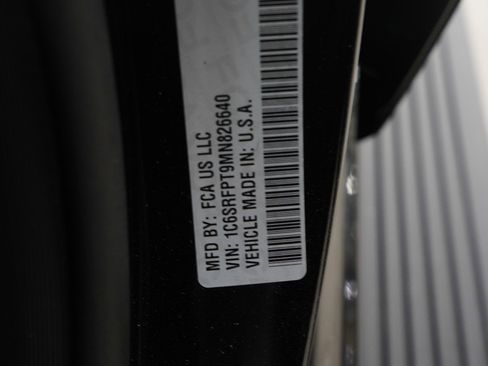 MFD BY: FCA US LLC
VIN: 1C6SRFPT9MN826640
VEHICLE MADE IN: U.S.A.